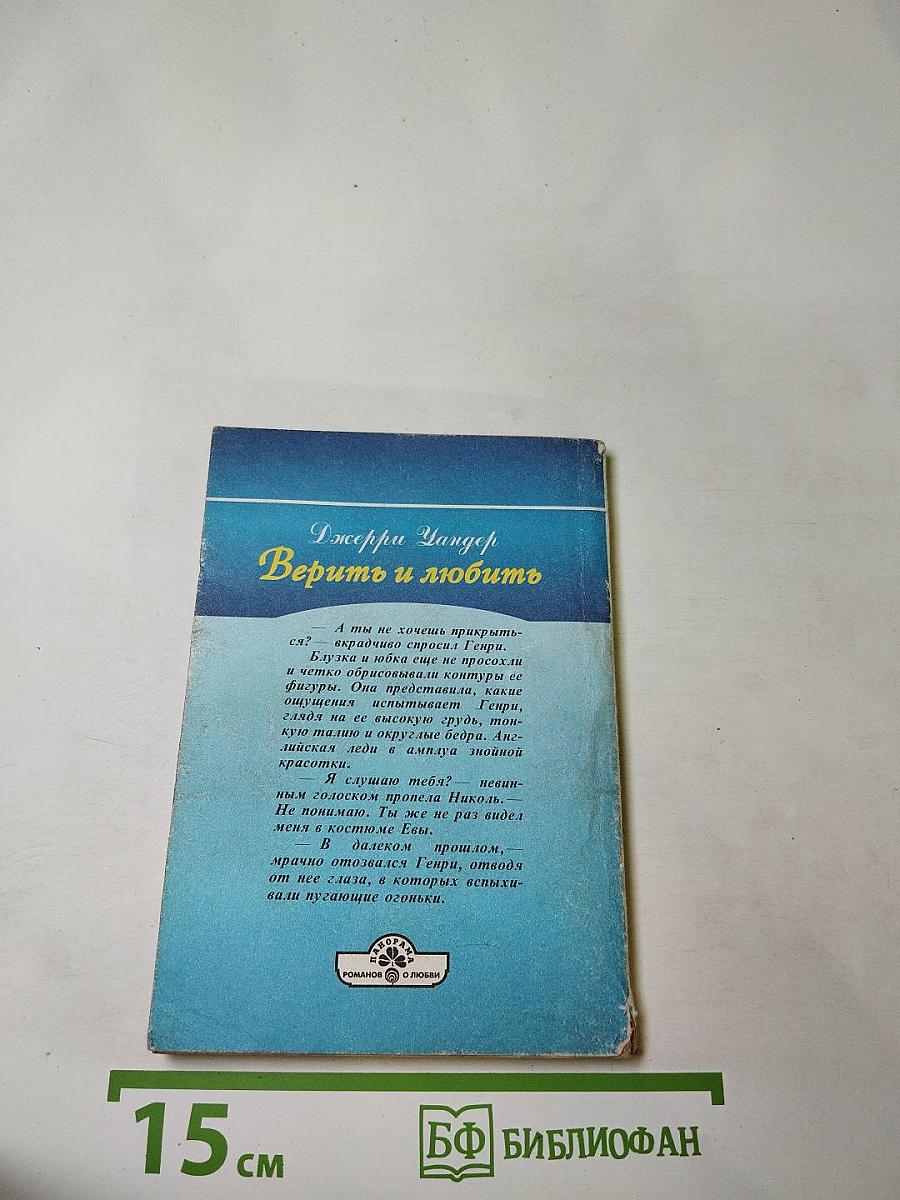 Джерри Уандер
Верить и любить
— А ты не хочешь прикрыть-
ся? — вкрадчиво спросил Генри.
Блузка и юбка еще не просохли
и четко обрисовывали контуры ее
фигуры. Она представила, какие
ощущения испытывает Генри,
глядя на ее высокую грудь, тон-
кую талию и округлые бедра. Анг-
лийская леди в амплуа знойной
красотки.
— Я слушаю тебя? — невин-
ным голоском пропела Николь. —
Не понимаю. Ты же не раз видел
меня в костюме Евы.
— В далеком прошлом, —
мрачно отозвался Генри, отводя
от нее глаза, в которых вспыхи-
вали пугающие огоньки.
ПАНОРАМА
РОМАНОВ О ЛЮБВИ
15 см
БФ БИБЛИОФАН